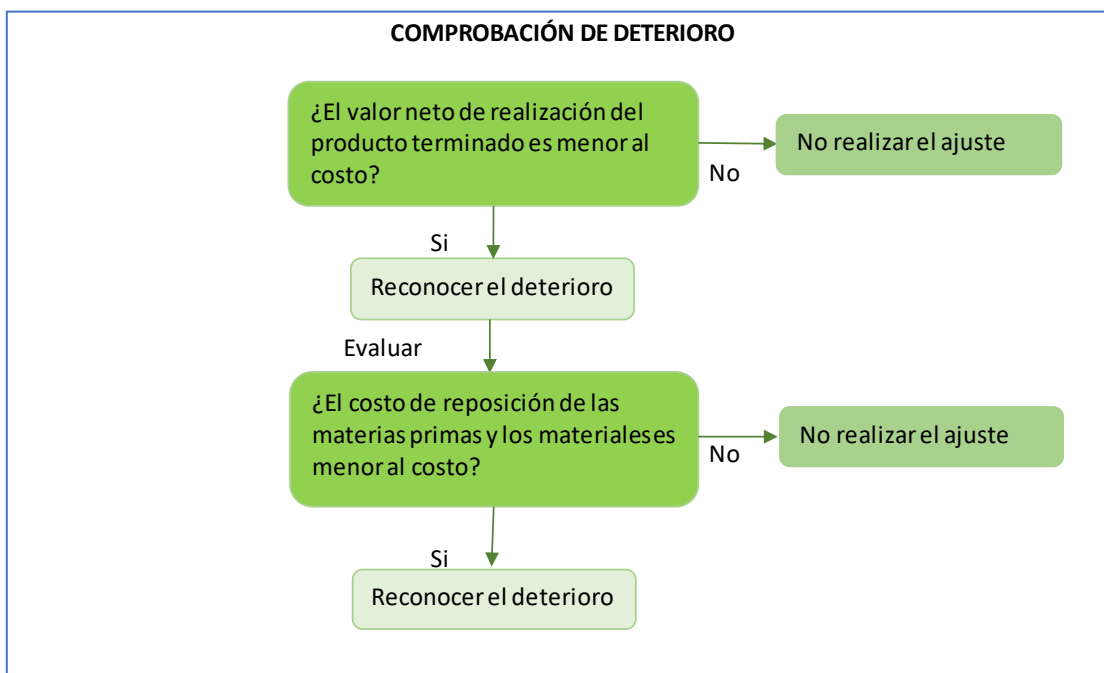 COMPROBACIÓN DE DETERIORO
¿El valor neto de realización del
producto terminado es menor al
costo?
No realizar el ajuste
No
Si
Reconocer el deterioro
Evaluar
¿El costo de reposición de las
materias primas y los materiales es
menor al costo?
No realizar el ajuste
No
Si
Reconocer el deterioro